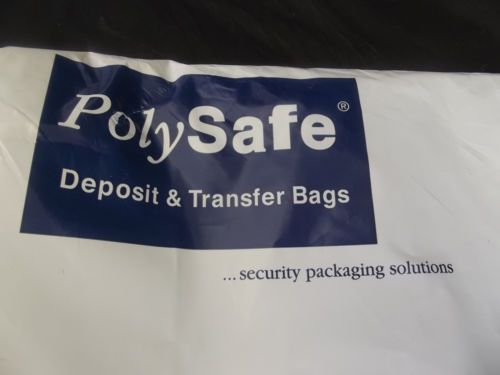 PolySafe®
Deposit & Transfer Bags
...security packaging solutions